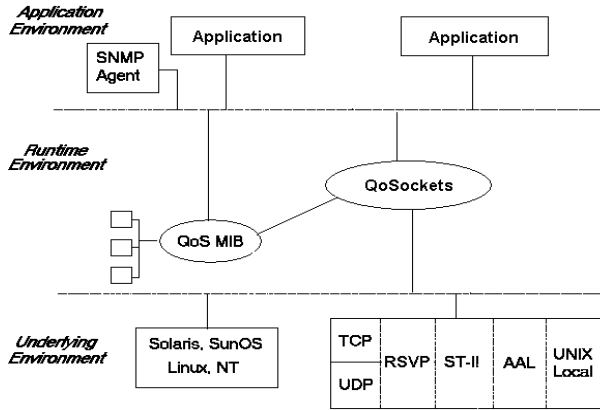 Application
Environment
Application
Application
SNMP
Agent
Runtime
Environment
QoSockets
QoS MIB
Underlying
Environment
Solaris, SunOS
Linux, NT
TCP
UDP
RSVP
ST-II
AAL
UNIX
Local